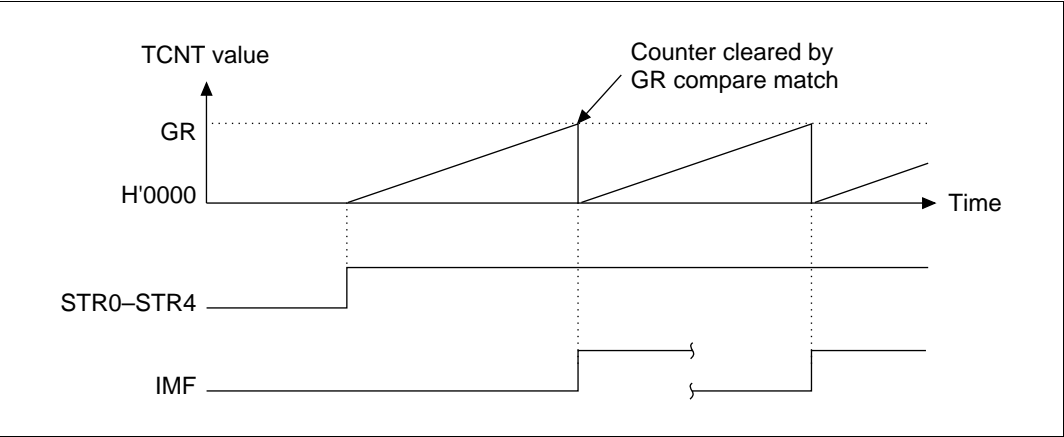 TCNT value
Counter cleared by
GR compare match
GR
H'0000
Time
STR0–STR4
IMF